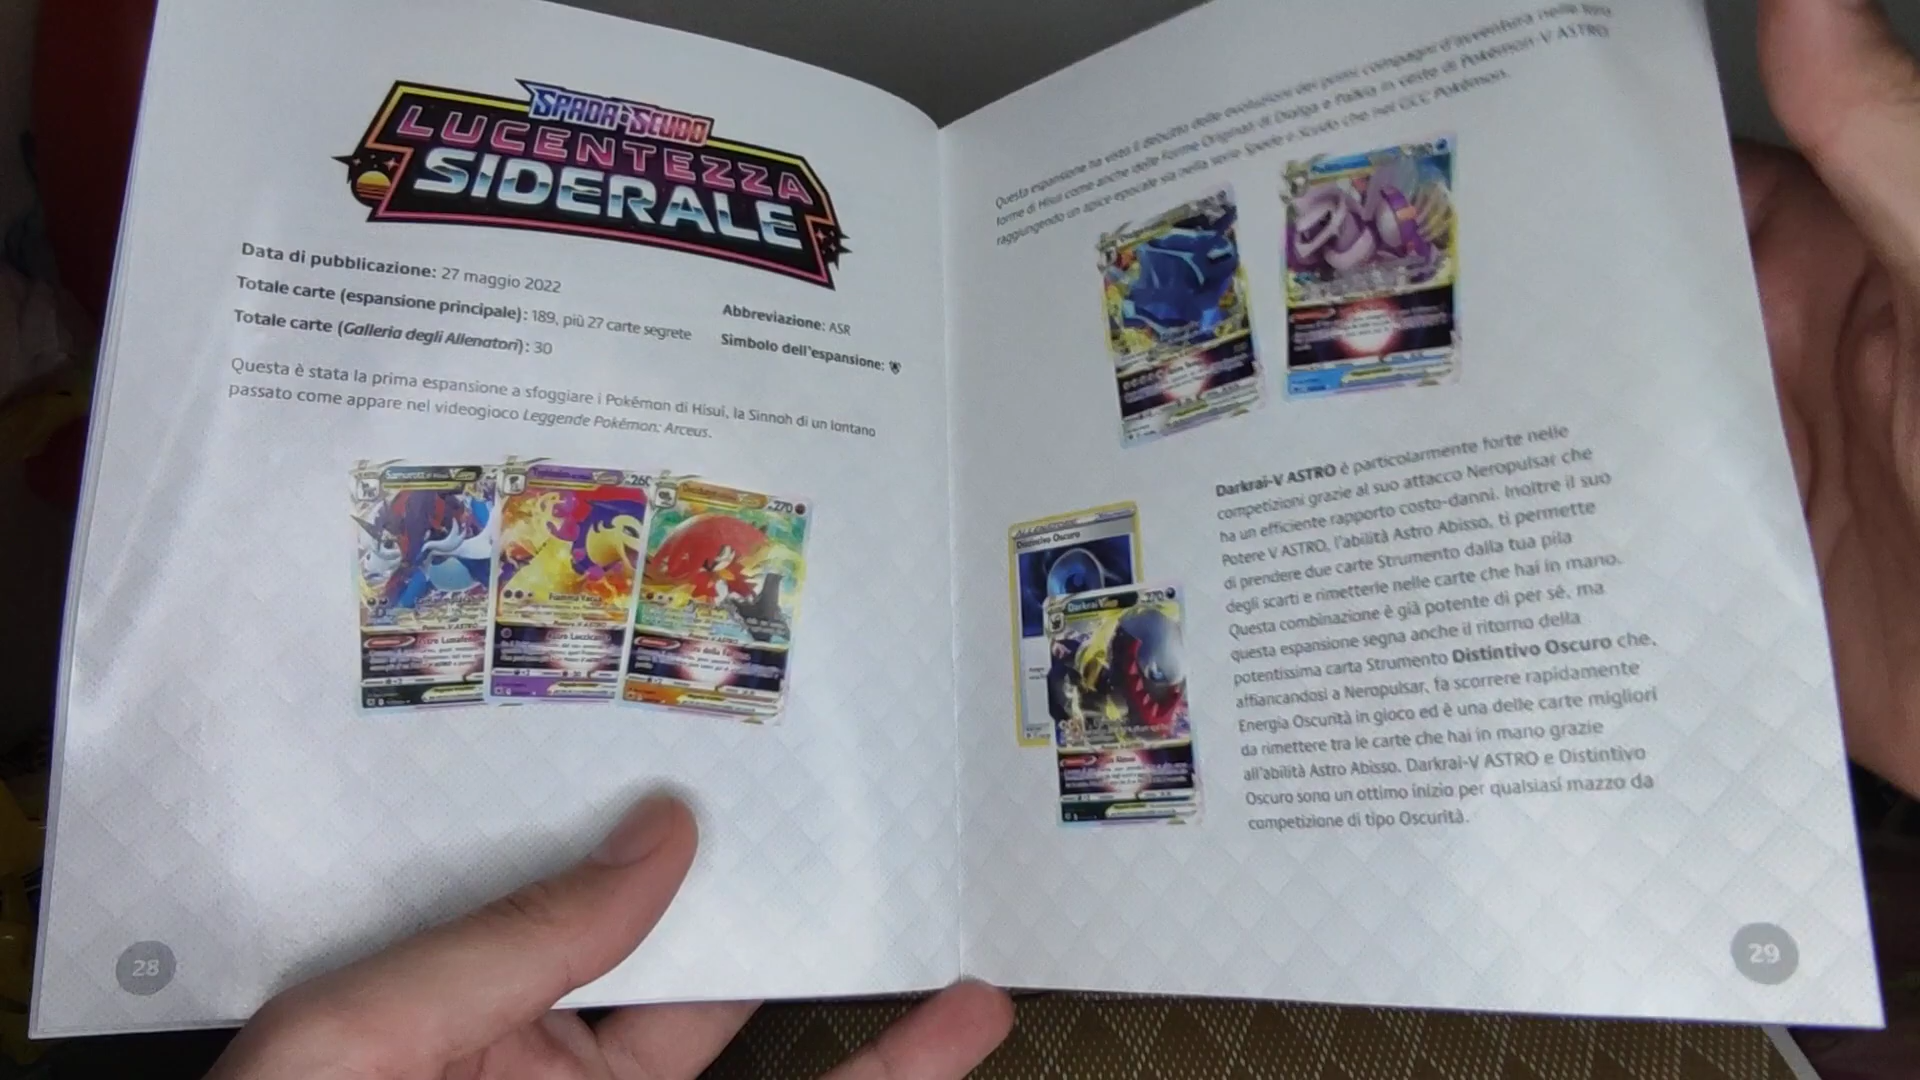 SPADA E SCUDO
LUCENTEZZA
SIDERALE
Data di pubblicazione: 27 maggio 2022
Totale carte (espansione principale): 189, più 27 carte segrete
Totale carte (Galleria degli Allenatori): 30
Abbreviazione: ASR
Simbolo dell'espansione:
Questa è stata la prima espansione a sfoggiare i Pokémon di Hisui, la Sinnoh di un lontano
passato come appare nel videogioco Leggende Pokémon: Arceus.
Samurott
260
270
Fiamma
28
Questa espansione ha visto il debutto delle evoluzioni dei primi compagni d'avventura nelle loro
forme di Hisui come anche delle Forme Originali di Dialga e Palkia in veste di Pokémon-V ASTRO
raggiungendo un apice epocale sia nella serie Spada e Scudo che nel GCC Pokémon.
ALLENATORE
Distintivo Oscuro
Darkrai
270
Darkrai-V ASTRO è particolarmente forte nelle
competizioni grazie al suo attacco Neropulsar che
ha un efficiente rapporto costo-danni. Inoltre il suo
Potere V ASTRO, l'abilità Astro Abisso, ti permette
di prendere due carte Strumento dalla tua pila
degli scarti e rimetterle nelle carte che hai in mano.
Questa combinazione è già potente di per sé, ma
questa espansione segna anche il ritorno della
potentissima carta Strumento Distintivo Oscuro che,
affiancandosi a Neropulsar, fa scorrere rapidamente
Energia Oscurità in gioco ed è una delle carte migliori
da rimettere tra le carte che hai in mano grazie
all'abilità Astro Abisso. Darkrai-V ASTRO e Distintivo
Oscuro sono un ottimo inizio per qualsiasi mazzo da
competizione di tipo Oscurità.
29